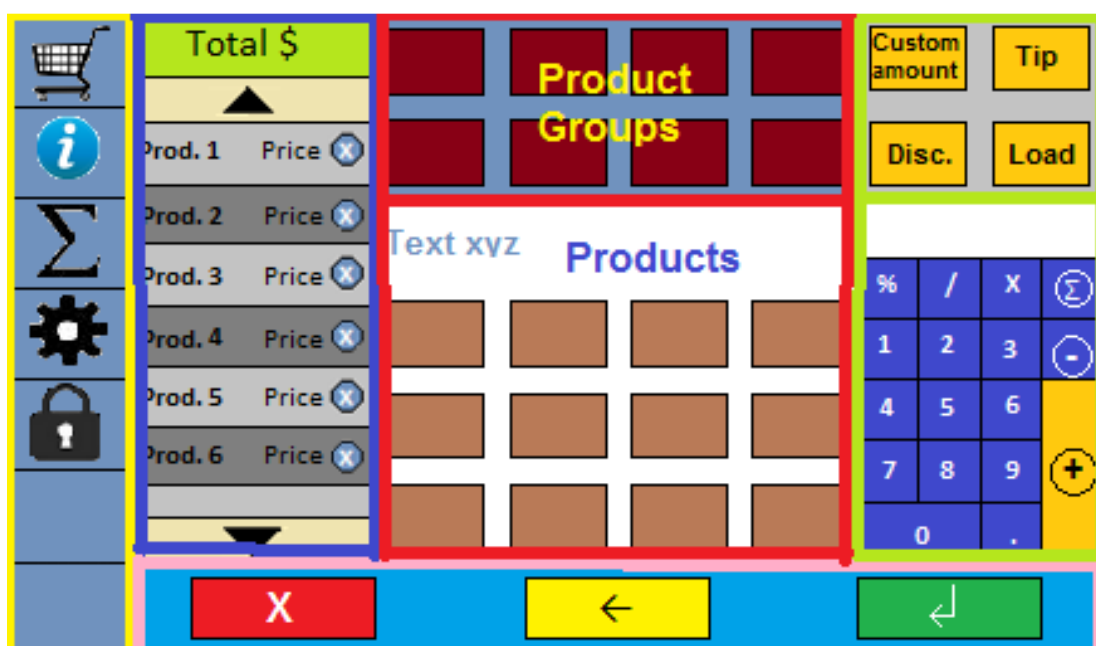 Total $
Prod. 1 Price X
Prod. 2 Price X
Prod. 3 Price X
Prod. 4 Price X
Prod. 5 Price X
Prod. 6 Price X
Product
Groups
Text xyz
Products
Custom
amount
Tip
Disc.
Load
% / X Σ
1 2 3 -
4 5 6
7 8 9 +
0 .
i
Σ
X
←
↵